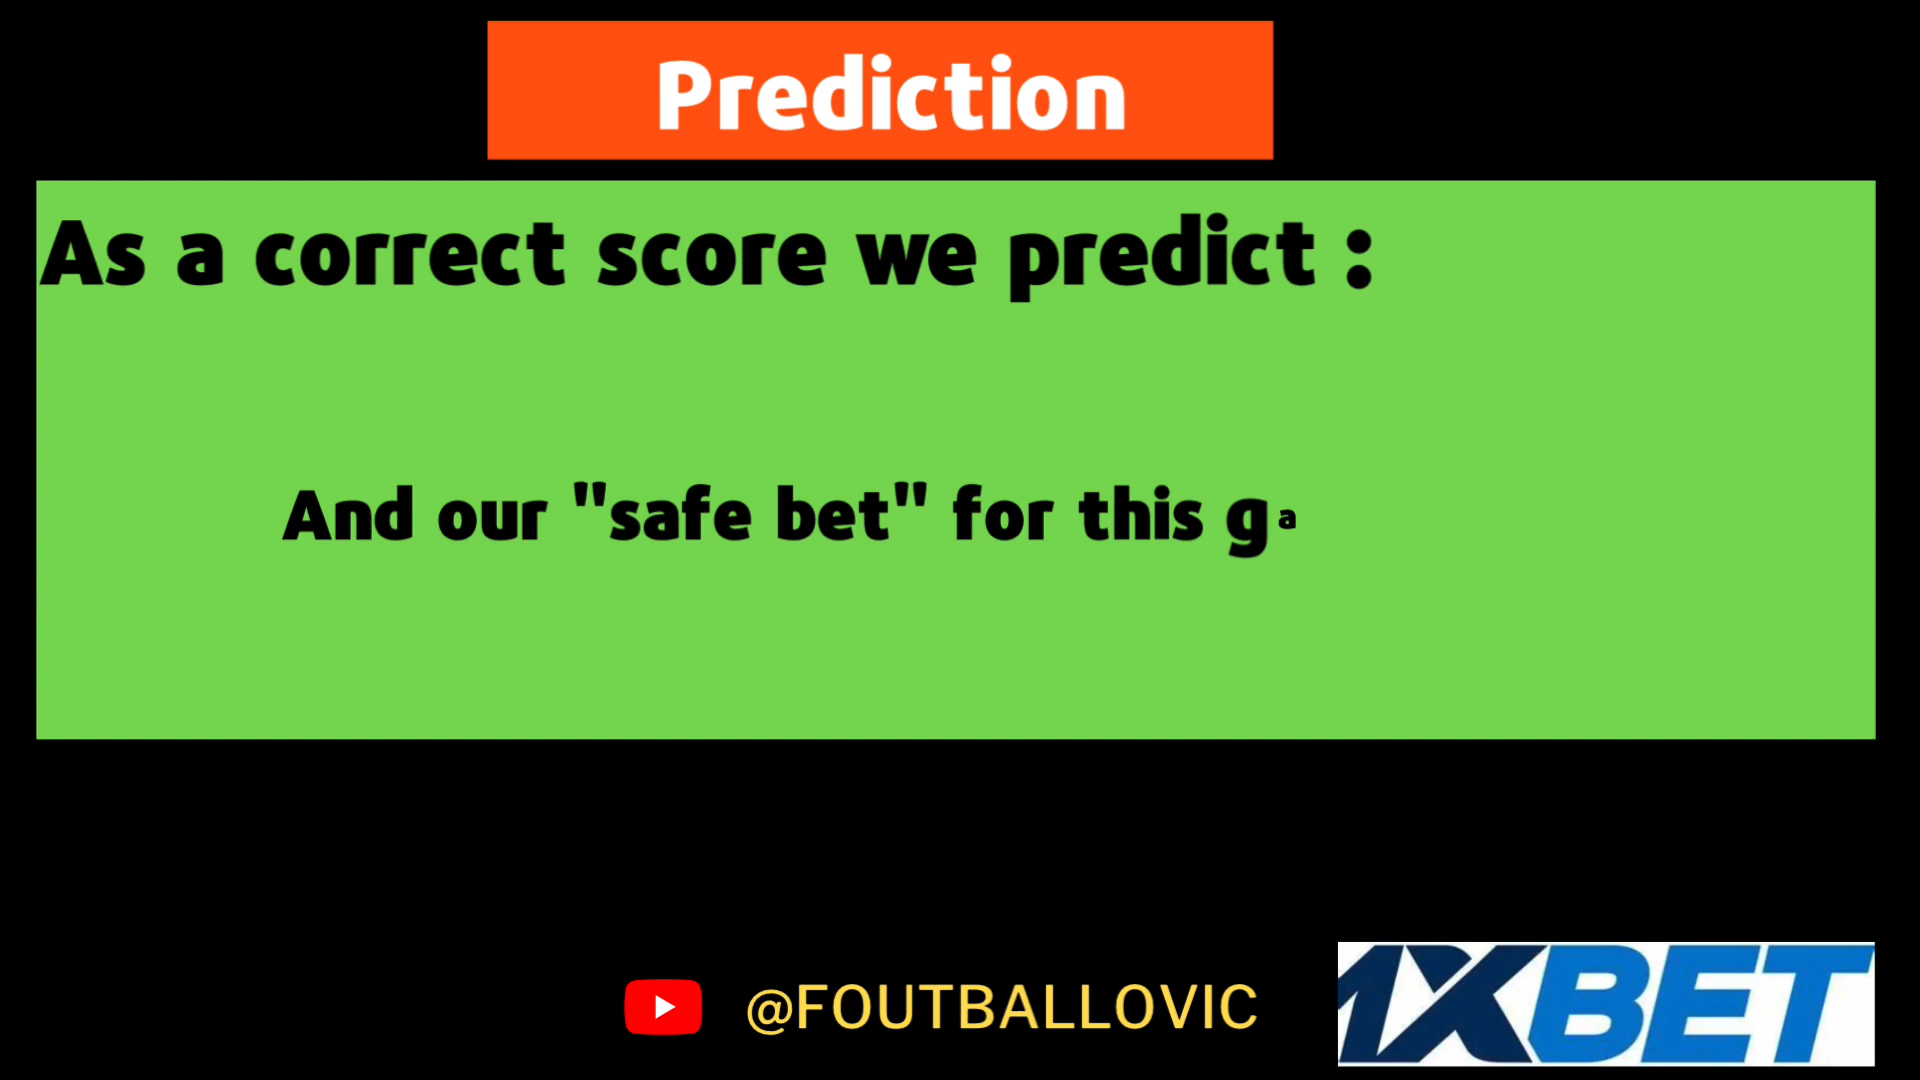 Prediction
As a correct score we predict :
And our "safe bet" for this ga
@FOUTBALLOVIC
1XBET